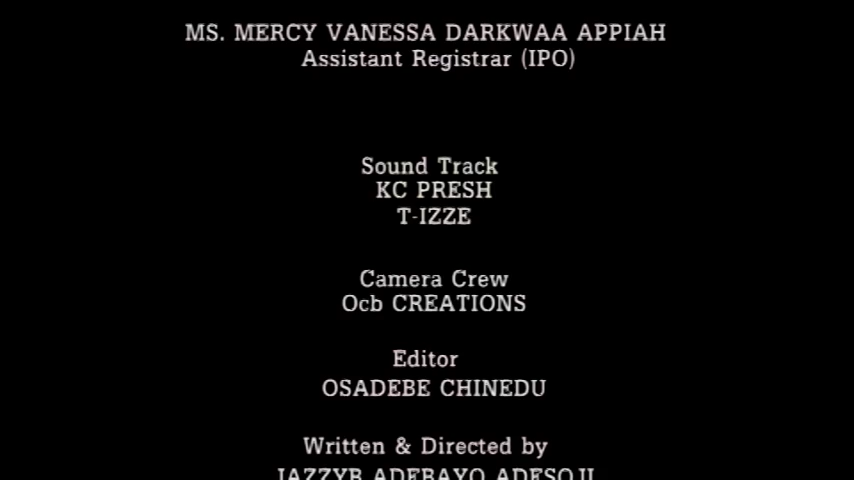 MS. MERCY VANESSA DARKWAA APPIAH
Assistant Registrar (IPO)
Sound Track
KC PRESH
T-IZZE
Camera Crew
Ocb CREATIONS
Editor
OSADEBE CHINEDU
Written & Directed by
JAZZYB ADEBAYO ADESOJI